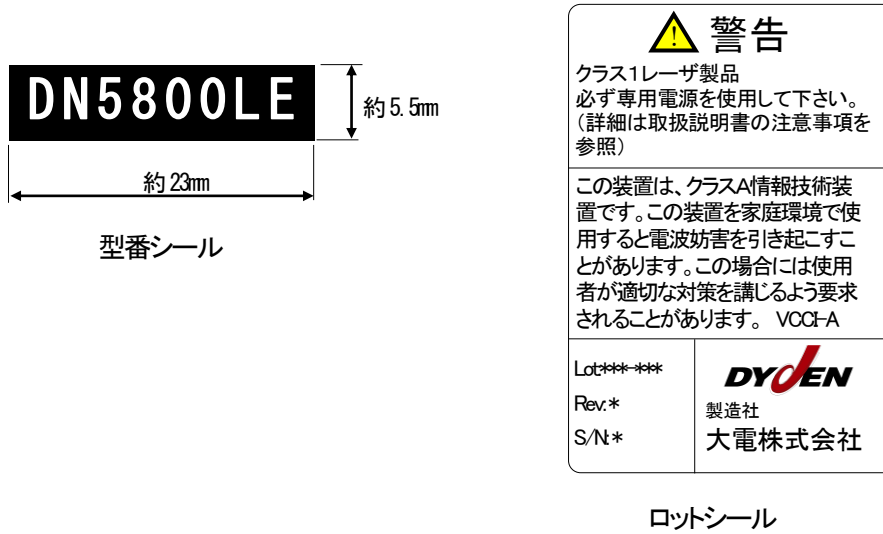 DN5800LE
約5.5mm
約23mm
型番シール
警告
クラス1レーザ製品
必ず専用電源を使用して下さい。
(詳細は取扱説明書の注意事項を
参照)
この装置は、クラスA情報技術装
置です。この装置を家庭環境で使
用すると電波妨害を引き起こすこ
とがあります。この場合には使用
者が適切な対策を講じるよう要求
されることがあります。 VCCI-A
Lot:***-***
Rev.:*
S/N:*
DYDEN
製造社
大電株式会社
ロットシール